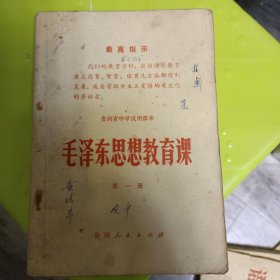 最高指示
我们的教育方针，应该使受教育
者在德育、智育、体育几方面都得到
发展，成为有社会主义觉悟的有文化
的劳动者。
贵州省中学试用课本
毛泽东思想教育课
第一册
贵州人民出版社